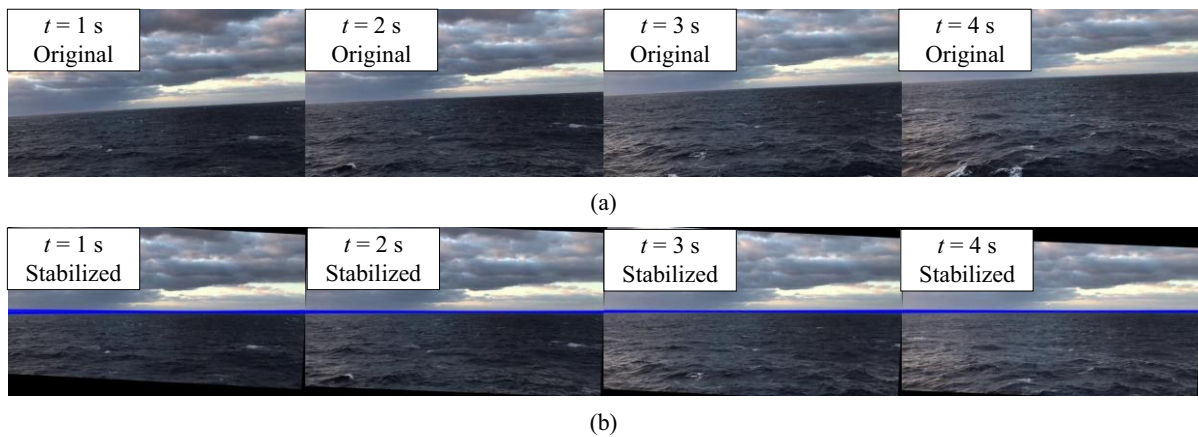 t = 1 s
Original
t = 2 s
Original
t = 3 s
Original
t = 4 s
Original
(a)
t = 1 s
Stabilized
t = 2 s
Stabilized
t = 3 s
Stabilized
t = 4 s
Stabilized
(b)